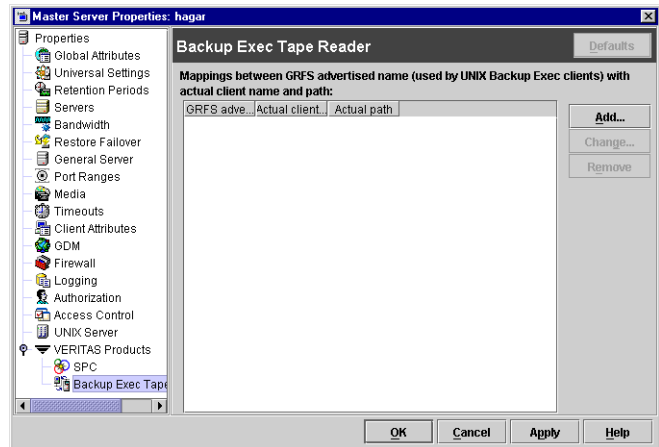 Master Server Properties: hagar
Properties
Global Attributes
Universal Settings
Retention Periods
Servers
Bandwidth
Restore Failover
General Server
Port Ranges
Media
Timeouts
Client Attributes
GDM
Firewall
Logging
Authorization
Access Control
UNIX Server
VERITAS Products
SPC
Backup Exec Tape
Backup Exec Tape Reader
Defaults
Mappings between GRFS advertised name (used by UNIX Backup Exec clients) with
actual client name and path:
GRFS adve... Actual client... Actual path
Add...
Change...
Remove
OK Cancel Apply Help